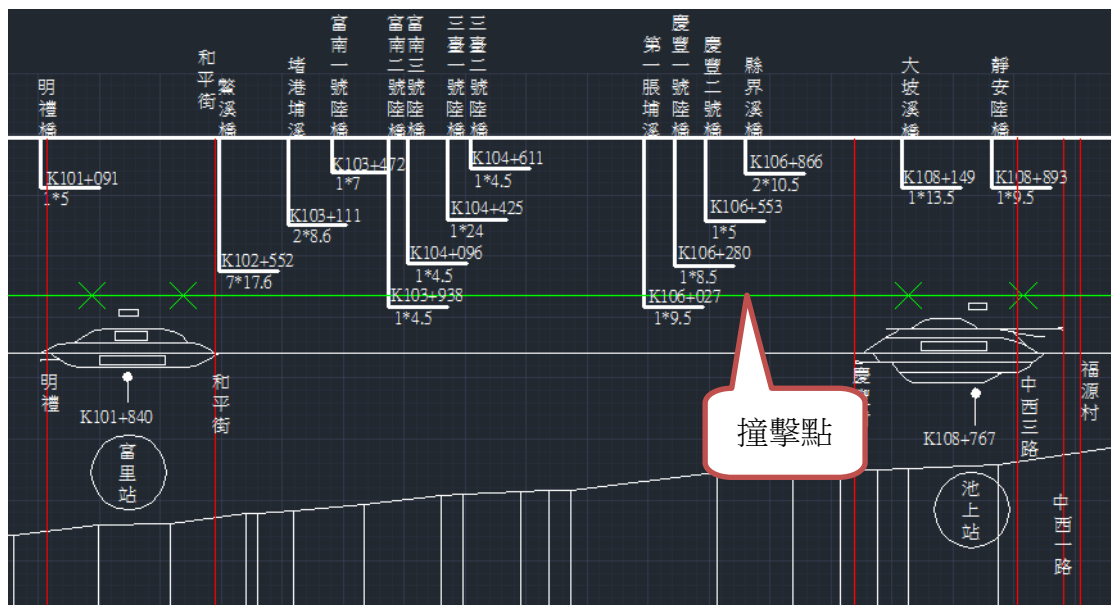 明禮橋
和平街
鱉溪橋
堵港埔溪
富南一號陸橋
富南二號陸橋
富南三號陸橋
三臺一號陸橋
三臺二號陸橋
第一脹埔溪
慶豐一號陸橋
慶豐二號橋
縣界溪橋
大坡溪橋
靜安陸橋
K101+091
1*5
K102+552
7*17.6
K103+111
2*8.6
K103+472
1*7
K103+938
1*4.5
K104+096
1*4.5
K104+425
1*24
K104+611
1*4.5
K106+027
1*9.5
K106+280
1*8.5
K106+553
1*5
K106+866
2*10.5
K108+149
1*13.5
K108+893
1*9.5
明禮
K101+840
富里站
和平街
撞擊點
K108+767
池上站
中西三路
中西一路
福源村